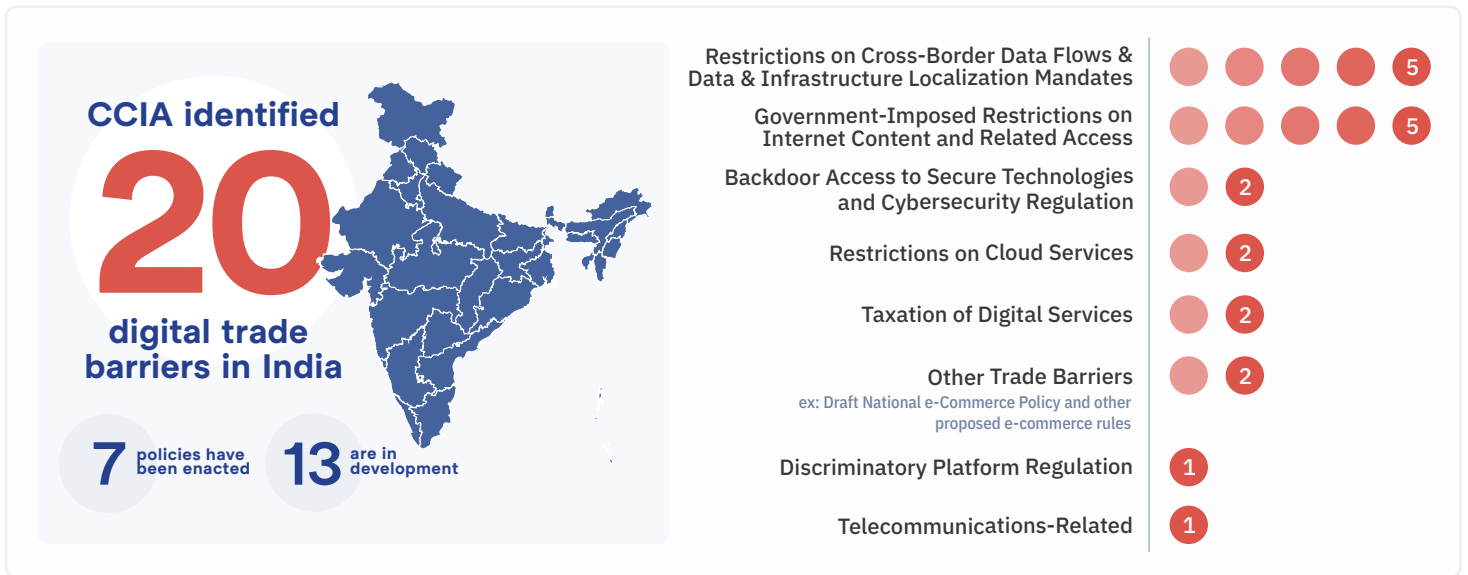 CCIA identified
20
digital trade
barriers in India
7 policies have
been enacted
13 are in
development
Restrictions on Cross-Border Data Flows &
Data & Infrastructure Localization Mandates
5
Government-Imposed Restrictions on
Internet Content and Related Access
5
Backdoor Access to Secure Technologies
and Cybersecurity Regulation
2
Restrictions on Cloud Services
2
Taxation of Digital Services
2
Other Trade Barriers
2
ex: Draft National e-Commerce Policy and other
proposed e-commerce rules
Discriminatory Platform Regulation
1
Telecommunications-Related
1